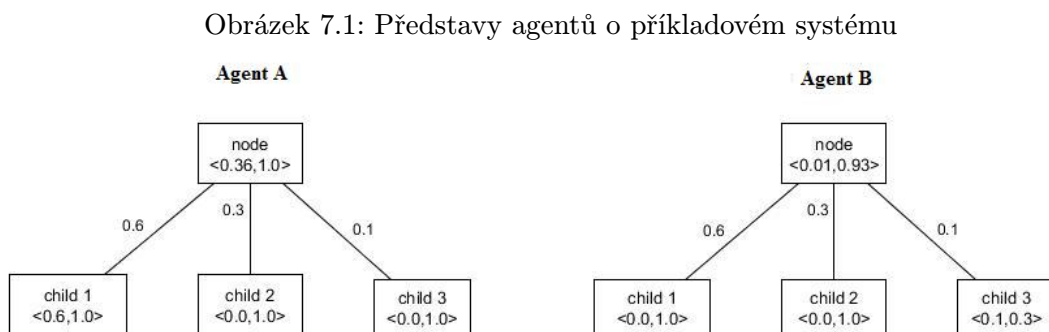 Obrázek 7.1: Představy agentů o příkladovém systému
Agent A
node
<0.36,1.0>
0.6
0.3
0.1
child 1
<0.6,1.0>
child 2
<0.0,1.0>
child 3
<0.0,1.0>
Agent B
node
<0.01,0.93>
0.6
0.3
0.1
child 1
<0.0,1.0>
child 2
<0.0,1.0>
child 3
<0.1,0.3>